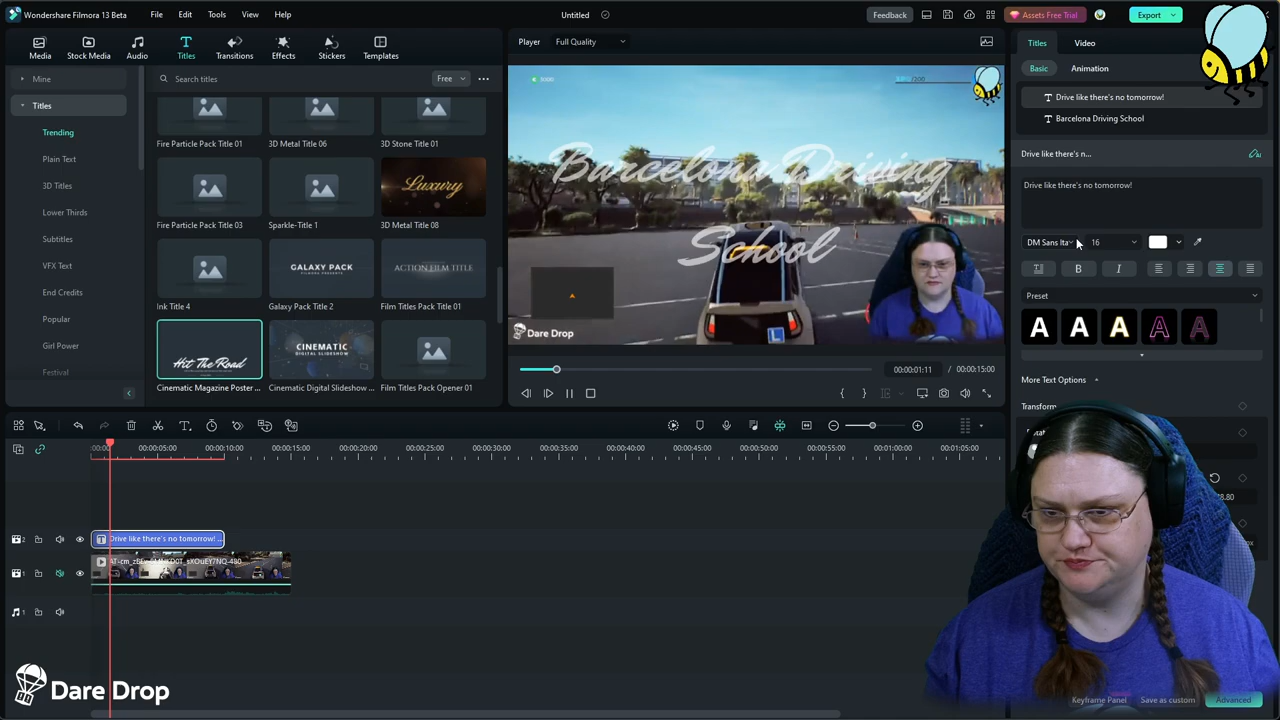 Wondershare Filmora 13 Beta
File
Edit
Tools
View
Help
Untitled
Feedback
Assets Free Trial
Export
Media
Stock Media
Audio
Titles
Transitions
Effects
Stickers
Templates
Player
Full Quality
Titles
Video
Mine
Search titles
Free
Basic
Animation
Titles
Drive like there's no tomorrow!
Barcelona Driving School
Trending
Plain Text
3D Titles
Lower Thirds
Subtitles
VFX Text
End Credits
Popular
Girl Power
Festival
Fire Particle Pack Title 01
3D Metal 06
3D Stone 01
Luxury
Fire Particle Pack Title 03
Sparkle-Title 1
3D Metal Title 08
GALAXY PACK
ACTION FILM TITLE
Ink Title 4
Galaxy Pack Title 2
Film Titles Pack Title 01
Hit The Road
CINEMATIC
DIGITAL SLIDESHOW
Cinematic Magazine Poster ...
Cinematic Digital Slideshow ...
Film Titles Pack Opener 01
Barcelona Driving
School
L
Dare Drop
00:00:01:11 / 00:00:15:00
Drive like there's n...
Drive like there's no tomorrow!
DM Sans Ita
16
B
I
Preset
A A A A A
More Text Options
Transform
00:00:05:00
00:00:10:00
00:00:15:00
00:00:20:00
00:00:25:00
00:00:30:00
00:00:35:00
00:00:40:00
00:00:45:00
00:00:50:00
00:00:55:00
00:01:00:00
00:01:05:00
2
Drive like there's no tomorrow! ...
1
1
Dare Drop
Keyframe Panel
Save as custom
Advanced